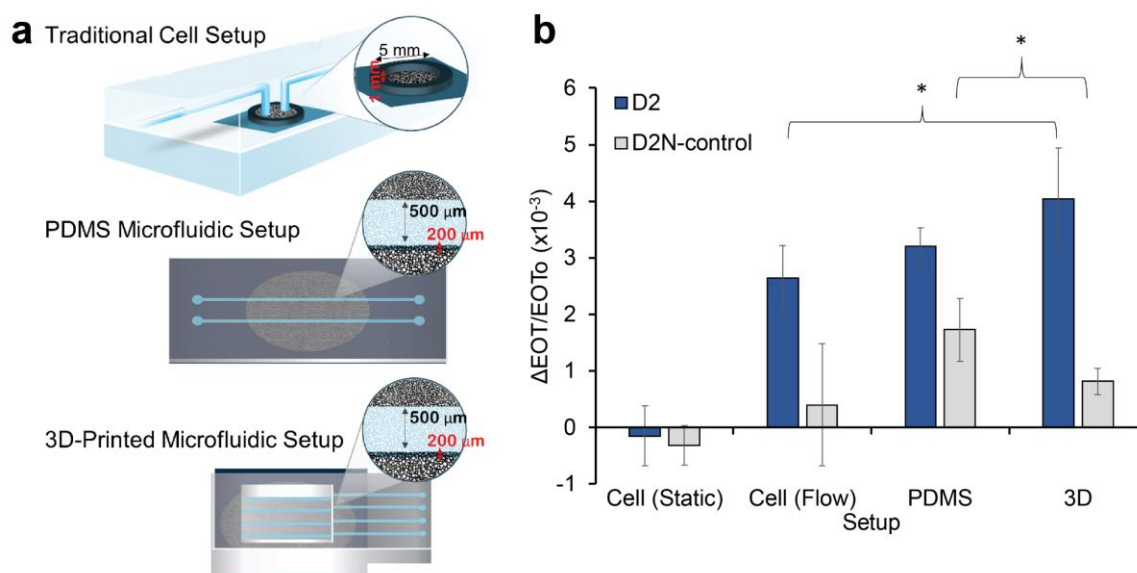 a
Traditional Cell Setup
5 mm
1 mm
PDMS Microfluidic Setup
500 µm
200 µm
3D-Printed Microfluidic Setup
500 µm
200 µm
b
*
*
D2
D2N-control
ΔEOT/EOTo (x10⁻³)
6
5
4
3
2
1
0
-1
Cell (Static) Cell (Flow) PDMS 3D
Setup